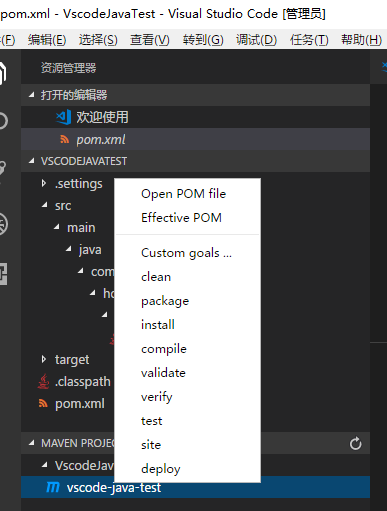 pom.xml - VscodeJavaTest - Visual Studio Code [管理员]
(F) 编辑(E) 选择(S) 查看(V) 转到(G) 调试(D) 任务(T) 帮助(H)
资源管理器
打开的编辑器
欢迎使用
pom.xml
VSCODEJAVATEST
.settings
src
main
java
com
ho
target
.classpath
pom.xml
Open POM file
Effective POM
Custom goals ...
clean
package
install
compile
validate
verify
test
site
deploy
MAVEN PROJEC
VscodeJav
vscode-java-test